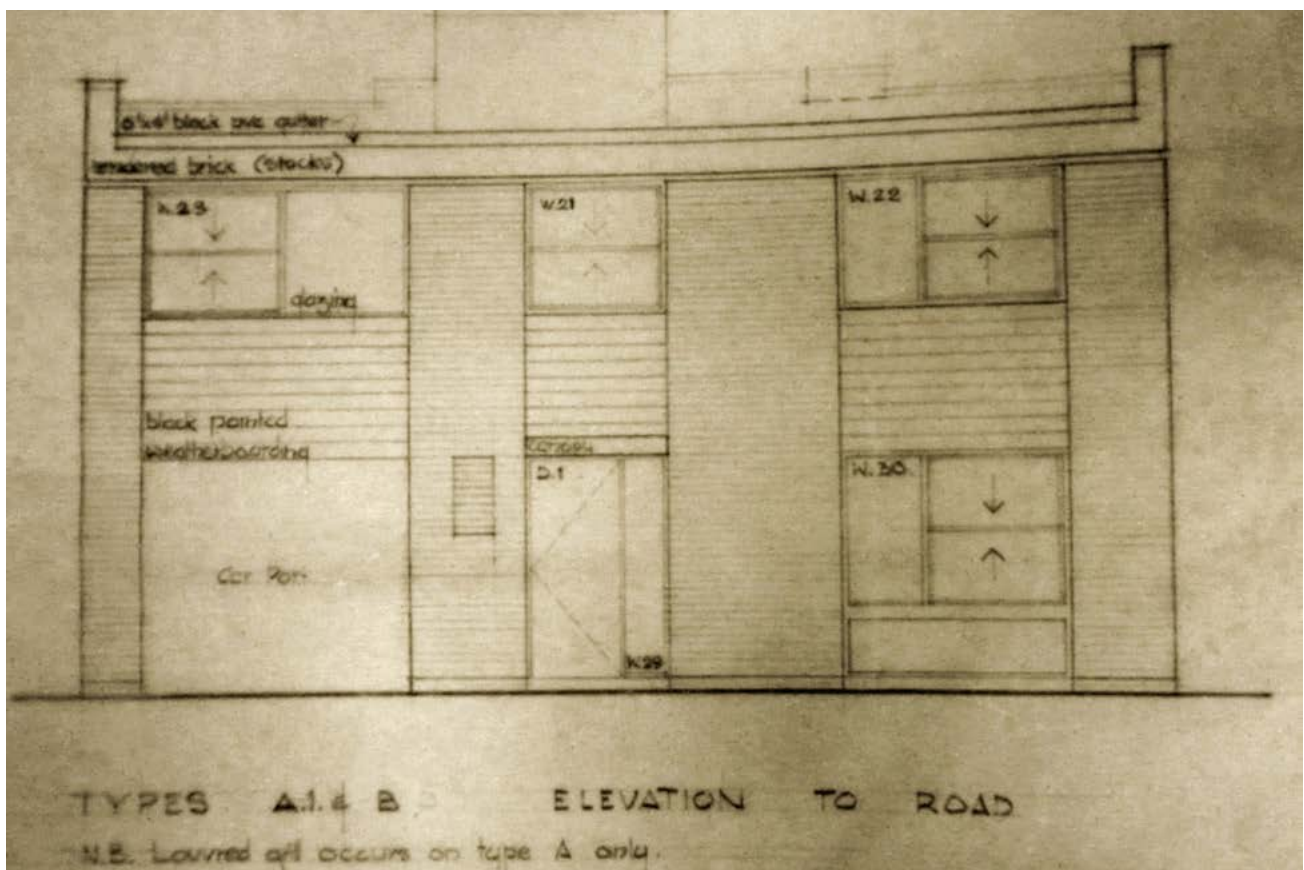 black pvc gutter
rendered brick (stocks)
W.21
W.22
glazing
black painted
weatherboarding
canopy
D.1
W.30
Car Port
W.29
TYPES A.1. & B ELEVATION TO ROAD
N.B. Louvred grill occurs on type A only.